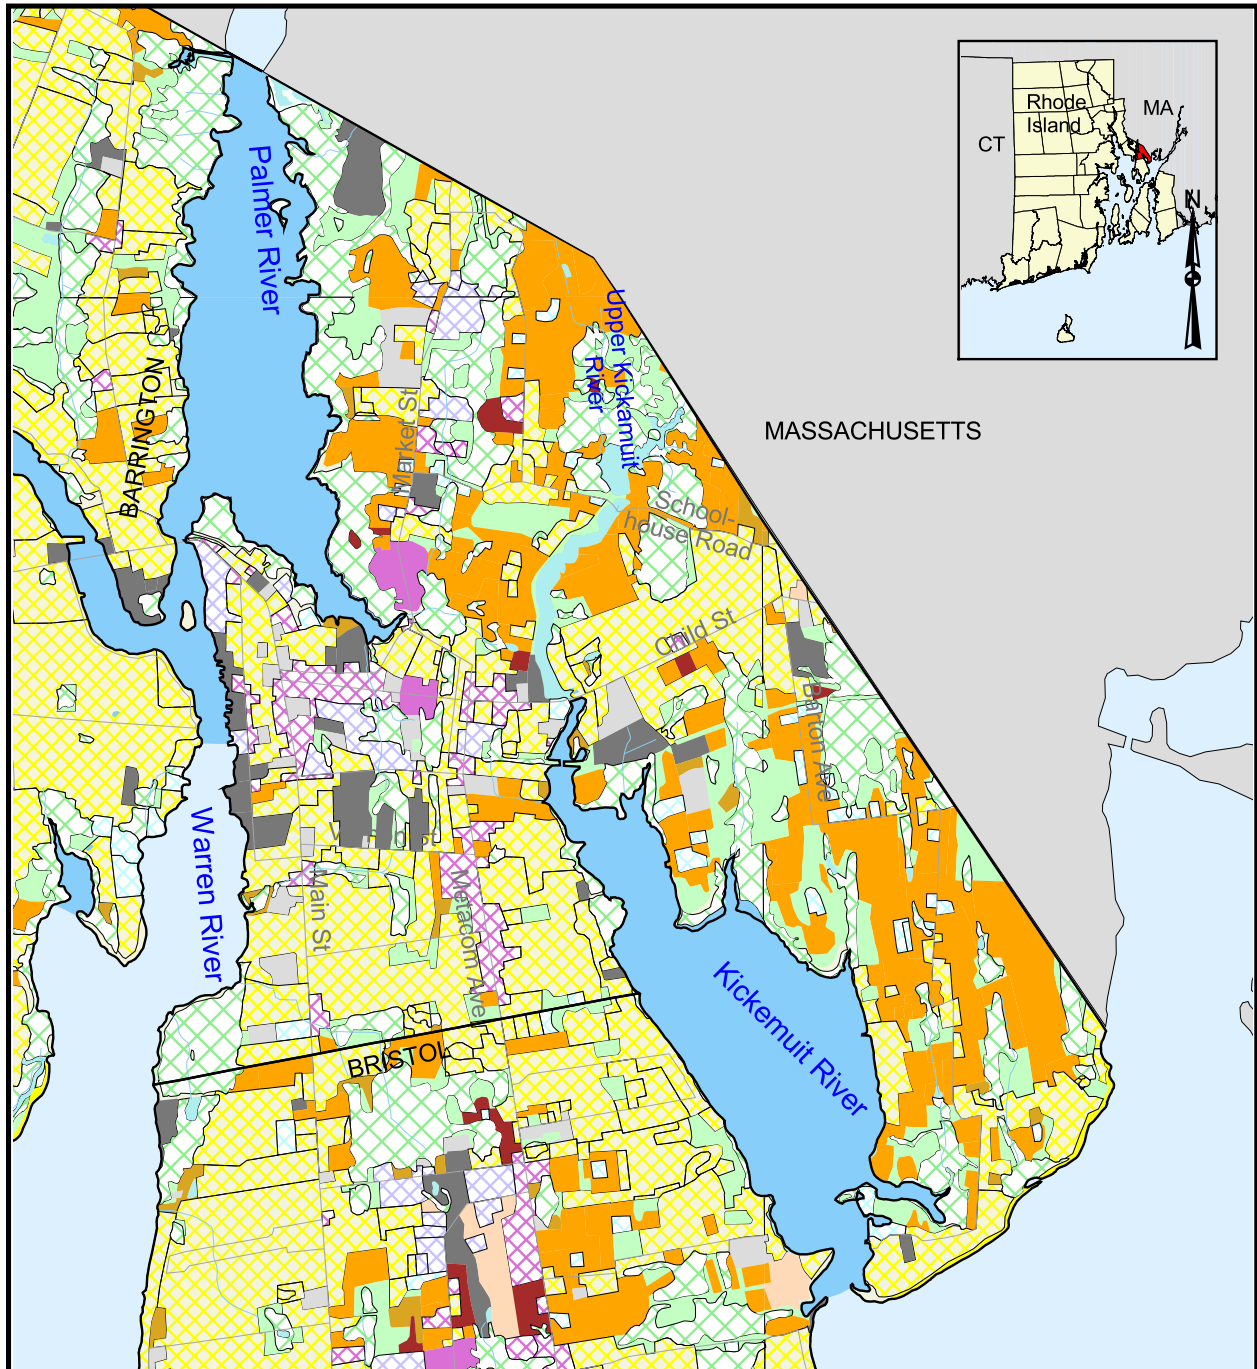 Rhode
Island
MA
CT
N
Palmer River
Upper Kickamuit
River
MASSACHUSETTS
BARRINGTON
Market St
School-
house Road
Child St
Barton Ave
Warren River
Main St
Metacom Ave
Kickemuit River
BRISTOL